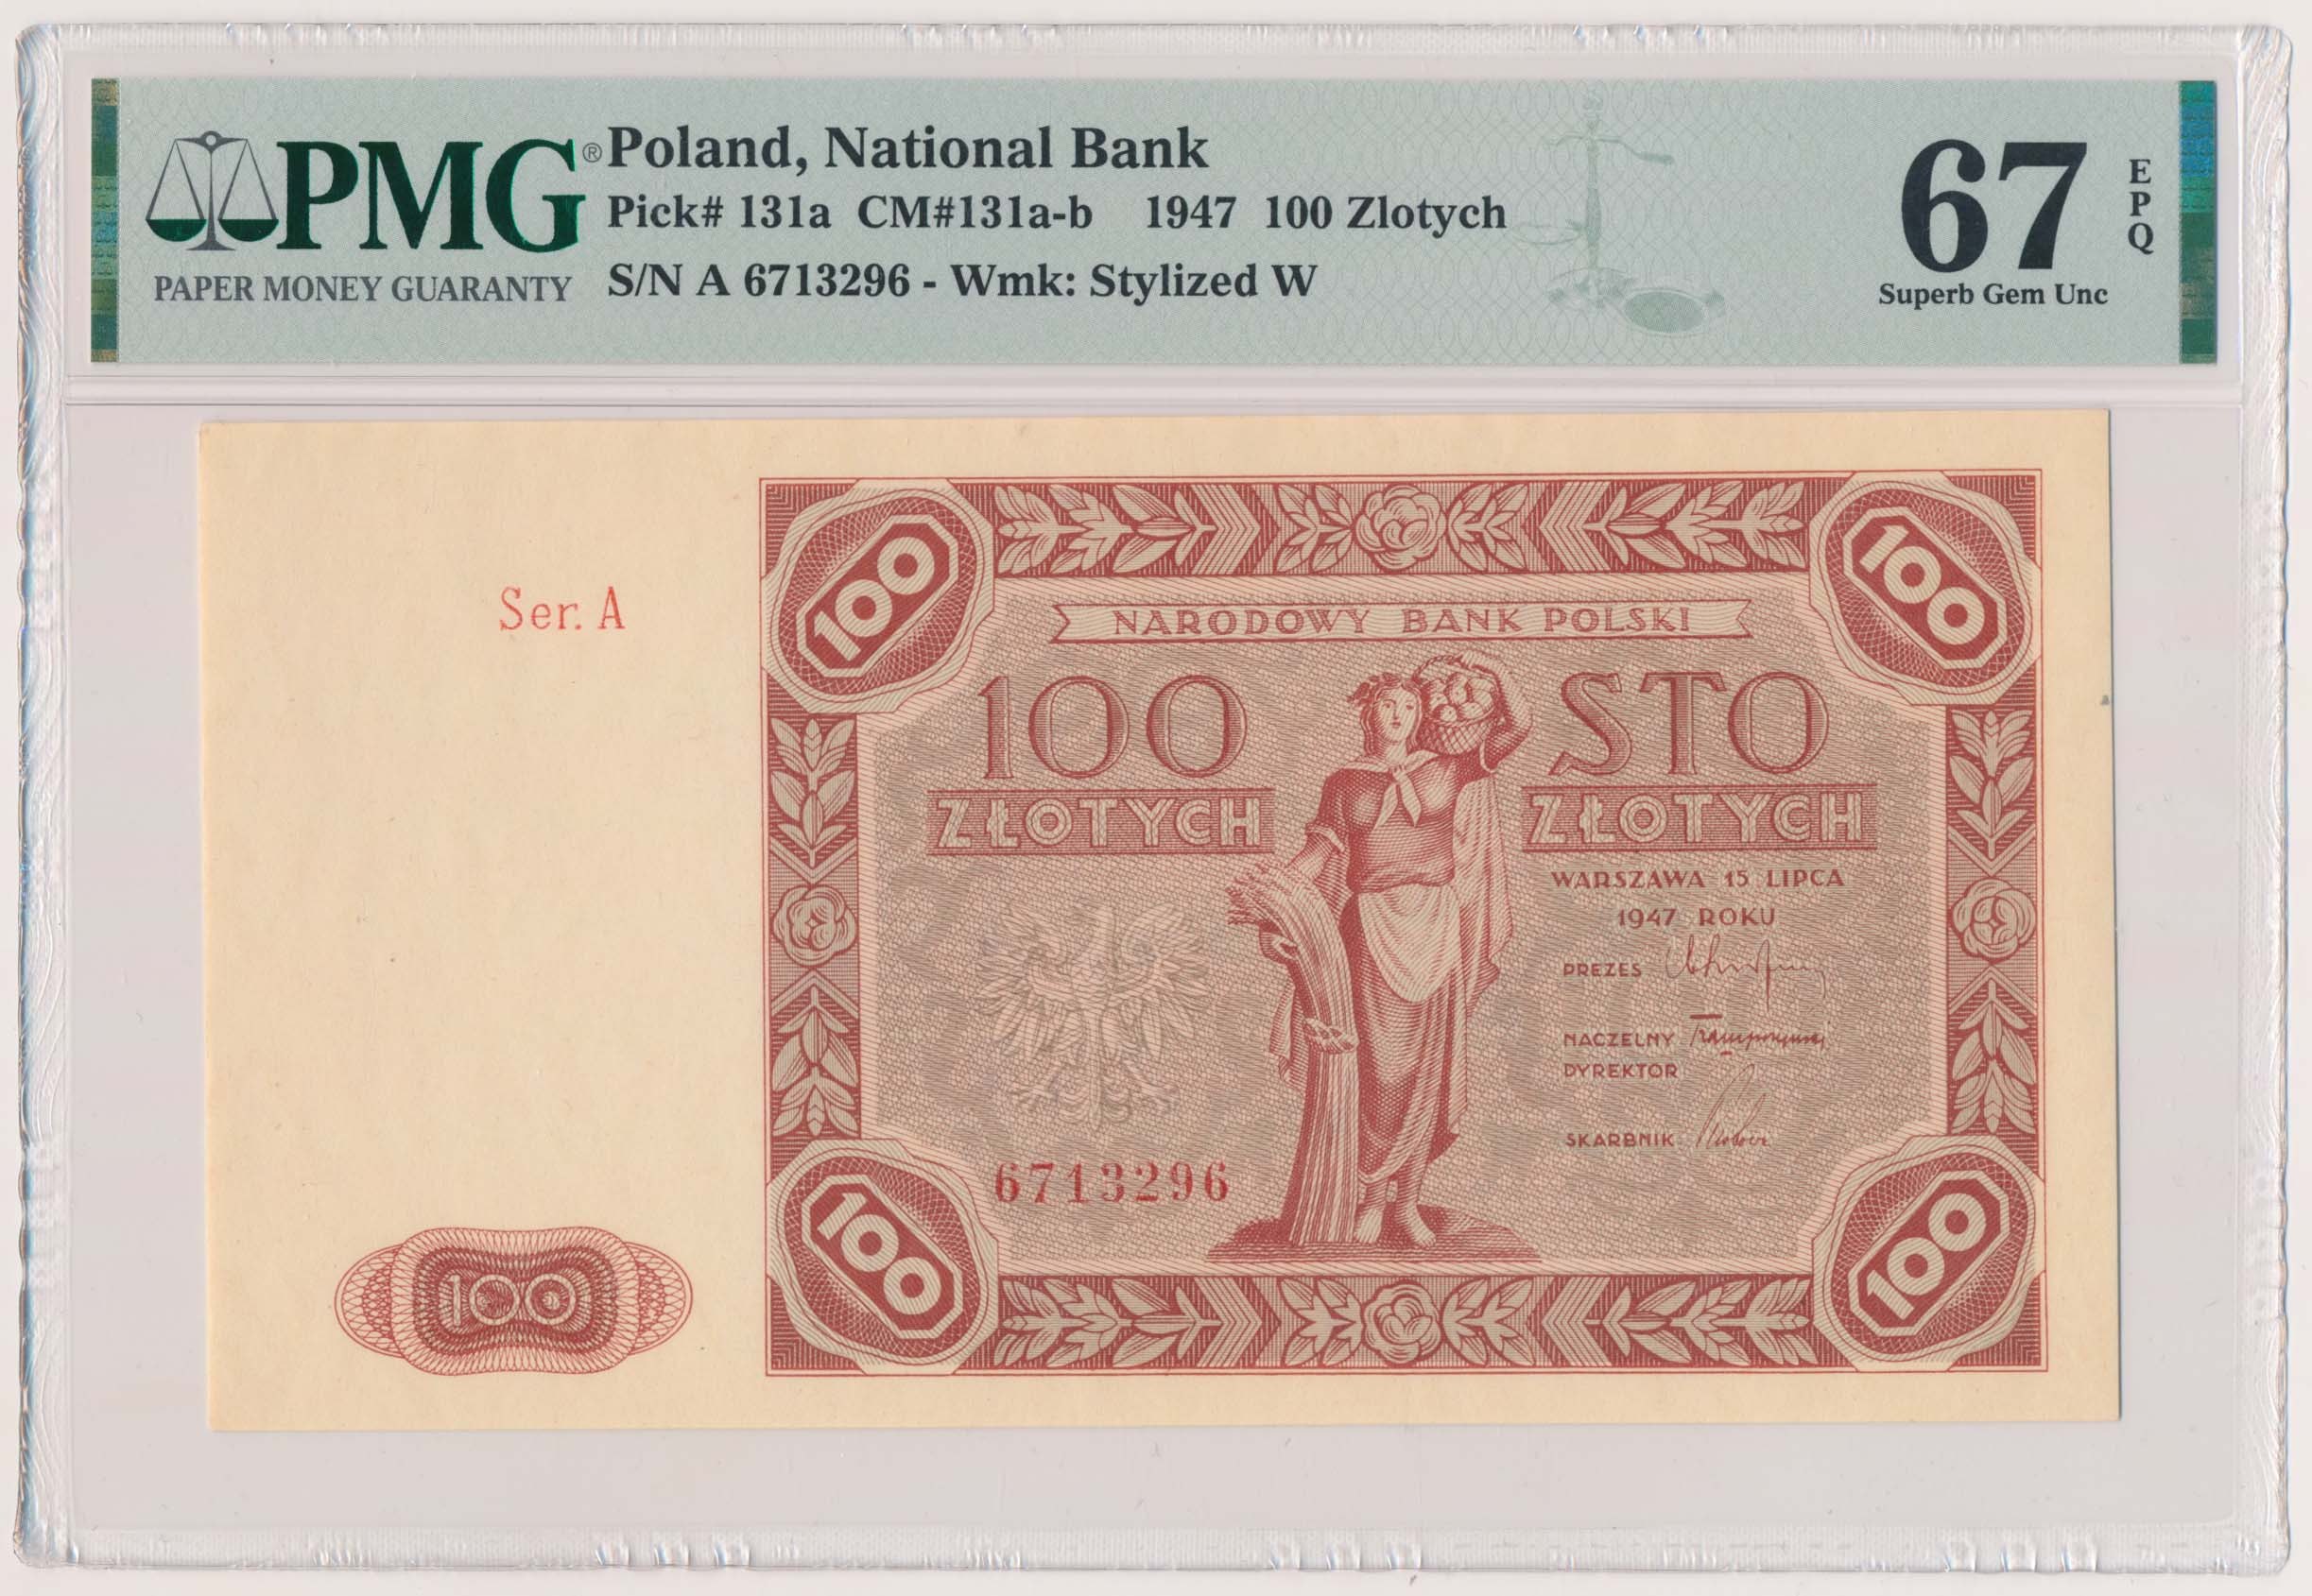 PMG®
PAPER MONEY GUARANTY
Poland, National Bank
Pick# 131a CM#131a-b 1947 100 Zlotych
S/N A 6713296 - Wmk: Stylized W
67
EPQ
Superb Gem Unc
100
100
Ser. A
NARODOWY BANK POLSKI
100 STO
ZŁOTYCH ZŁOTYCH
WARSZAWA 15 LIPCA
1947 ROKU
PREZES
NACZELNY
DYREKTOR
SKARBNIK
6713296
100
100
100